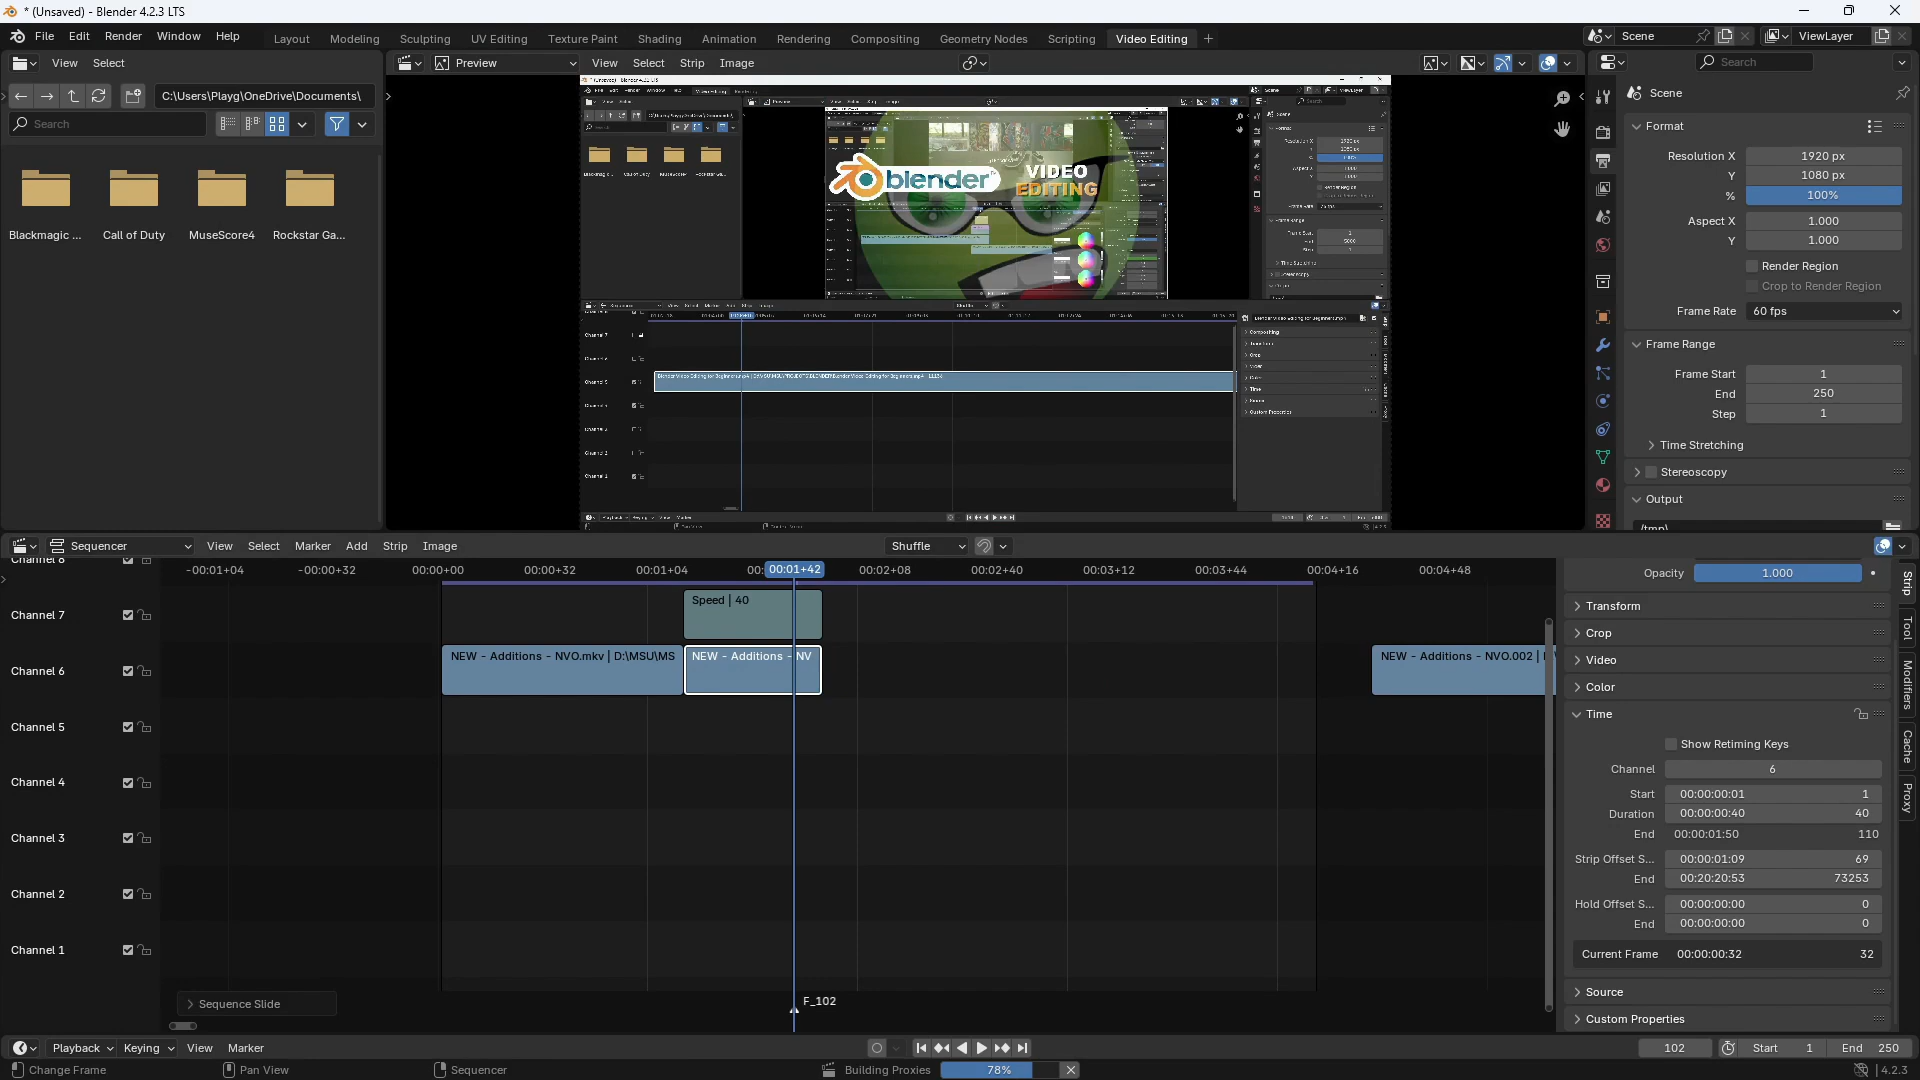 * (Unsaved) - Blender 4.2.3 LTS
File Edit Render Window Help Layout Modeling Sculpting UV Editing Texture Paint Shading Animation Rendering Compositing Geometry Nodes Scripting Video Editing + Scene ViewLayer
View Select Preview View Select Strip Marker Image Search
C:\Users\Playg\OneDrive\Documents\
Search
Scene
Format
Resolution X 1920 px
Y 1080 px
% 100%
Aspect X 1.000
Y 1.000
Render Region
Crop to Render Region
Frame Rate 60 fps
Frame Range
Frame Start 1
End 250
Step 1
Time Stretching
Stereoscopy
Output
/tmp\
Blackmagic ... Call of Duty MuseScore4 Rockstar Ga...
blender
VIDEO
EDITING
Sequencer View Select Marker Add Strip Image Shuffle
-00:01+04 -00:00+32 00:00+00 00:00+32 00:01+04 00: 00:01+42 00:02+08 00:02+40 00:03+12 00:03+44 00:04+16 00:04+48
Channel 8
Channel 7
Channel 6
Channel 5
Channel 4
Channel 3
Channel 2
Channel 1
Speed | 40
NEW - Additions - NVO.mkv | D:\MSU\MS NEW - Additions - NV NEW - Additions - NVO.002 |
F_102
Sequence Slide
Opacity 1.000
Transform
Crop
Video
Color
Time
Show Retiming Keys
Channel 6
Start 00:00:00:01 1
Duration 00:00:00:40 40
End 00:00:01:50 110
Strip Offset S... 00:00:01:09 69
End 00:20:20:53 73253
Hold Offset S... 00:00:00:00 0
End 00:00:00:00 0
Current Frame 00:00:00:32 32
Source
Custom Properties
Strip
Tool
Modifiers
Cache
Proxy
Playback Keying View Marker 102 Start 1 End 250
Change Frame Pan View Sequencer Building Proxies 78% 4.2.3